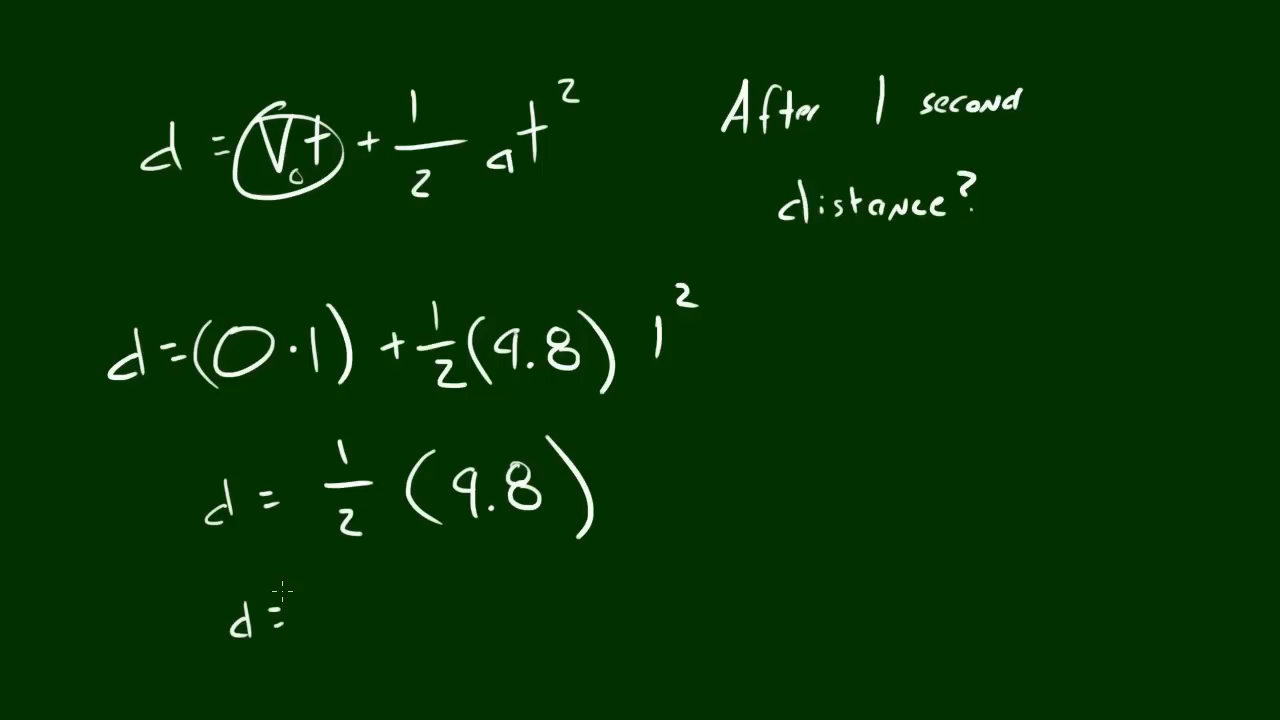 d = V₀t + 1/2 at²
After 1 second
distance?
d = (0·1) + 1/2 (9.8) 1²
d = 1/2 (9.8)
d =